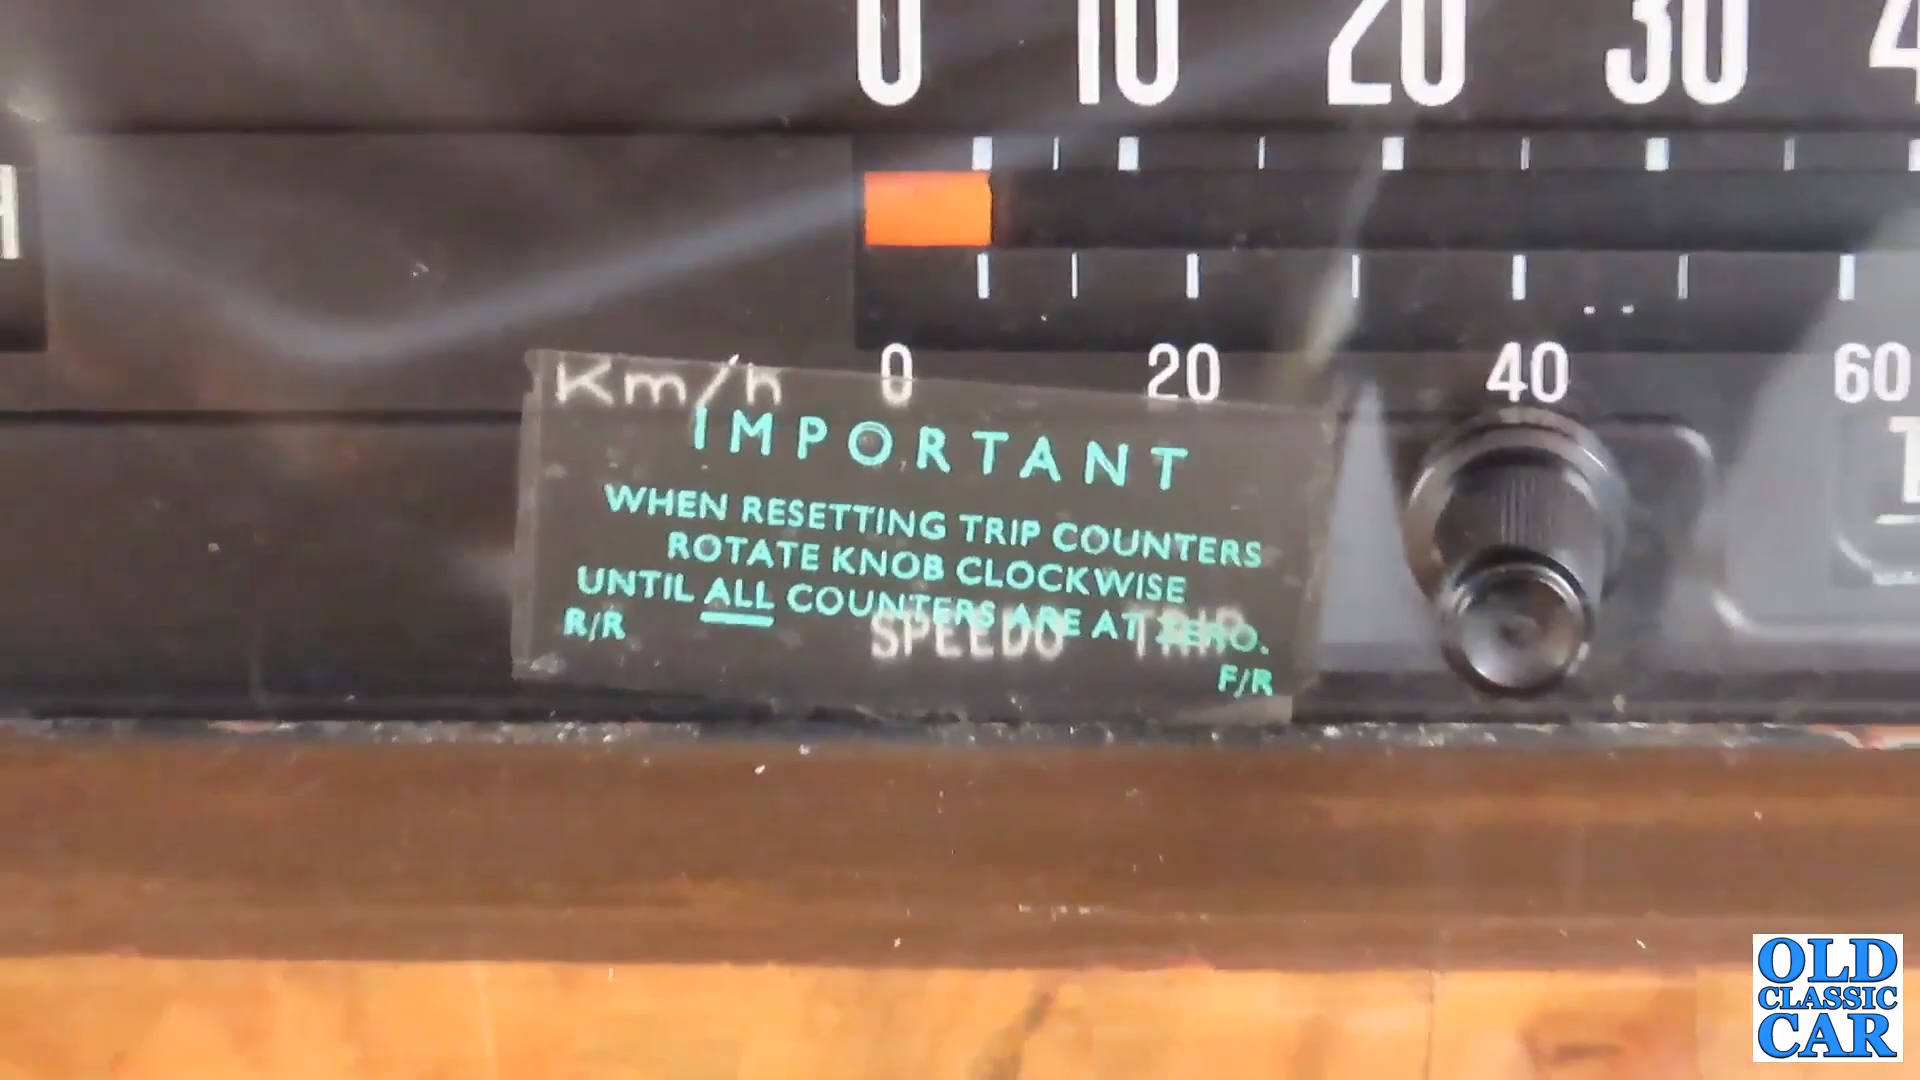 0 10 20 30 4
H
Km/h 0 20 40 60
IMPORTANT
WHEN RESETTING TRIP COUNTERS
ROTATE KNOB CLOCKWISE
UNTIL ALL COUNTERS ARE AT ZERO.
R/R
SPEEDO TRIP
F/R
T
OLD
CLASSIC
CAR